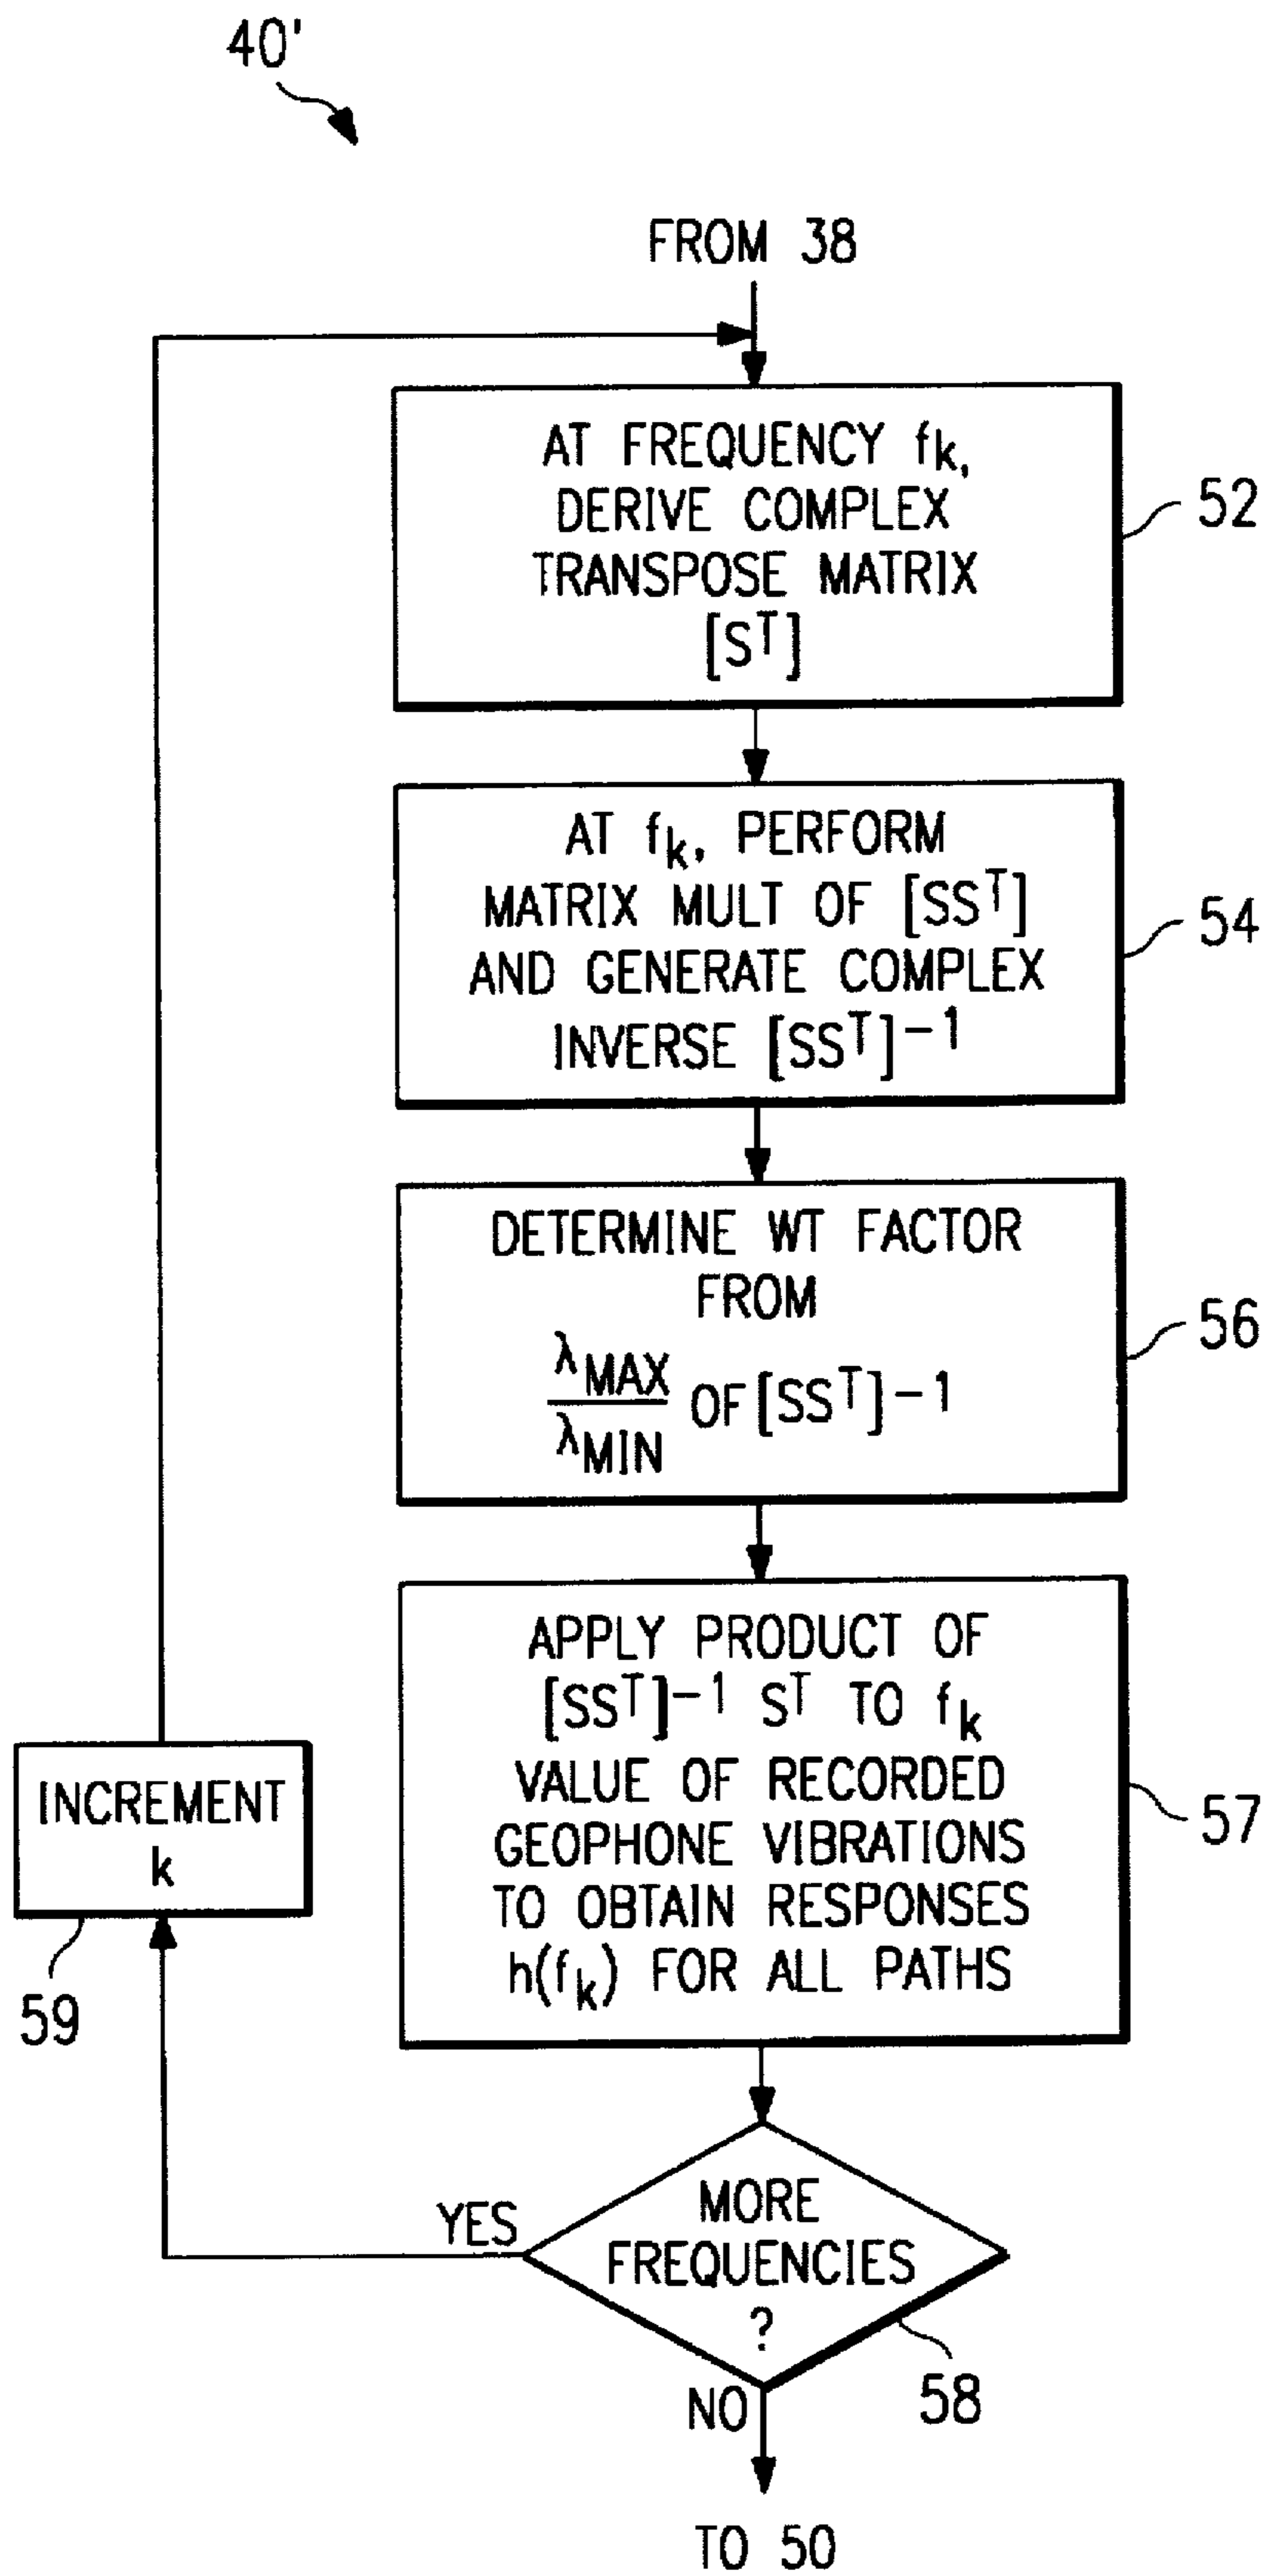 40'
FROM 38
AT FREQUENCY fk,
DERIVE COMPLEX
TRANSPOSE MATRIX
[Sᵀ]
52
AT fk, PERFORM
MATRIX MULT OF [SSᵀ]
AND GENERATE COMPLEX
INVERSE [SSᵀ]⁻¹
54
DETERMINE WT FACTOR
FROM
λMAX
λMIN
OF [SSᵀ]⁻¹
56
APPLY PRODUCT OF
[SSᵀ]⁻¹ Sᵀ TO fk
VALUE OF RECORDED
GEOPHONE VIBRATIONS
TO OBTAIN RESPONSES
h(fk) FOR ALL PATHS
57
INCREMENT
k
59
YES
MORE
FREQUENCIES
?
58
NO
TO 50